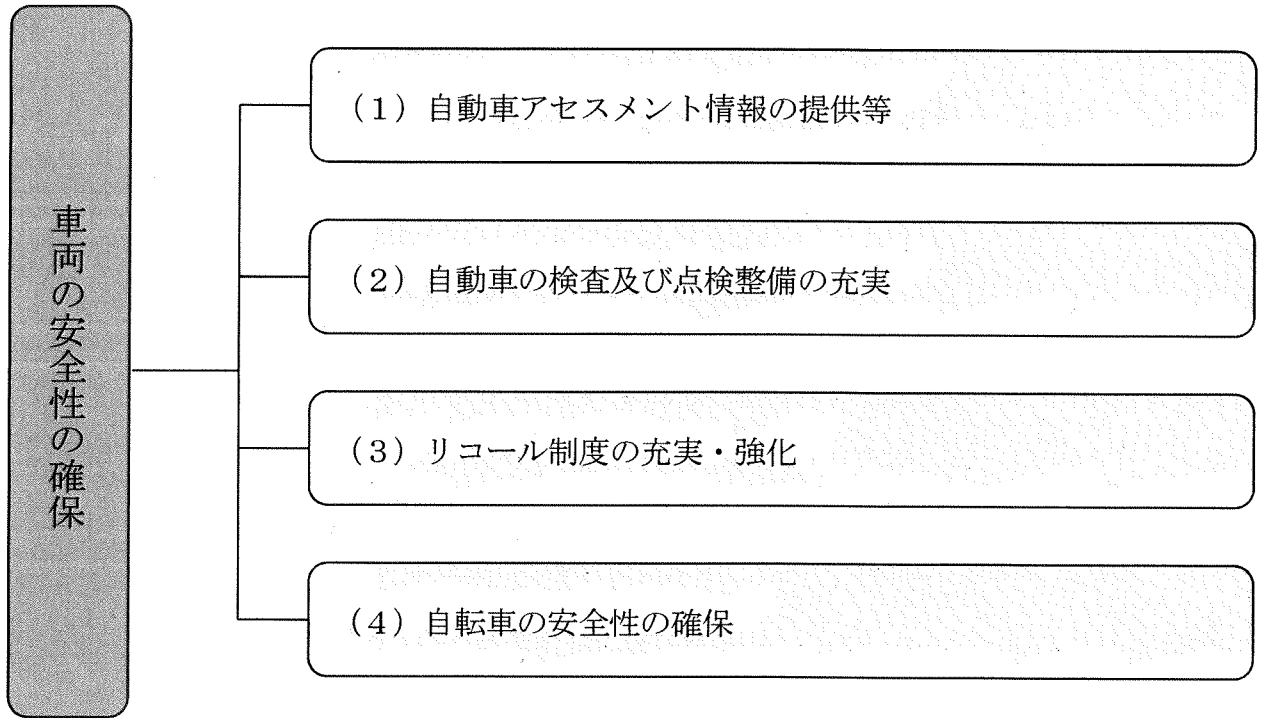 車両の安全性の確保
（1）自動車アセスメント情報の提供等
（2）自動車の検査及び点検整備の充実
（3）リコール制度の充実・強化
（4）自転車の安全性の確保